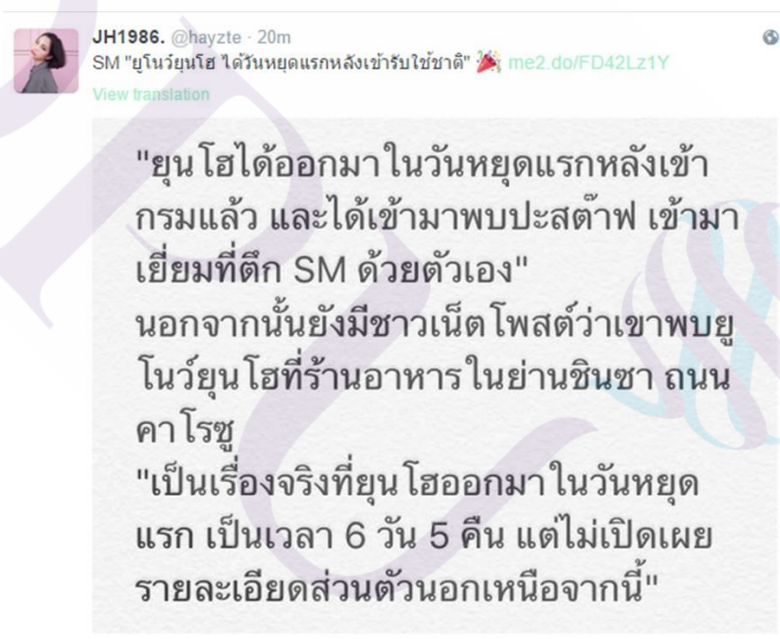 JH1986. @hayzte · 20m
SM "ยูโนว์ยุนโฮ ได้วันหยุดแรกหลังเข้ารับใช้ชาติ" 🎉 me2.do/FD42Lz1Y
View translation
"ยุนโฮได้ออกมาในวันหยุดแรกหลังเข้า
กรมแล้ว และได้เข้ามาพบปะสต๊าฟ เข้ามา
เยี่ยมที่ตึก SM ด้วยตัวเอง"
นอกจากนั้นยังมีชาวเน็ตโพสต์ว่าเขาพบยู
โนว์ยุนโฮที่ร้านอาหารในย่านชินซา ถนน
คาโรซู
"เป็นเรื่องจริงที่ยุนโฮออกมาในวันหยุด
แรก เป็นเวลา 6 วัน 5 คืน แต่ไม่เปิดเผย
รายละเอียดส่วนตัวนอกเหนือจากนี้"